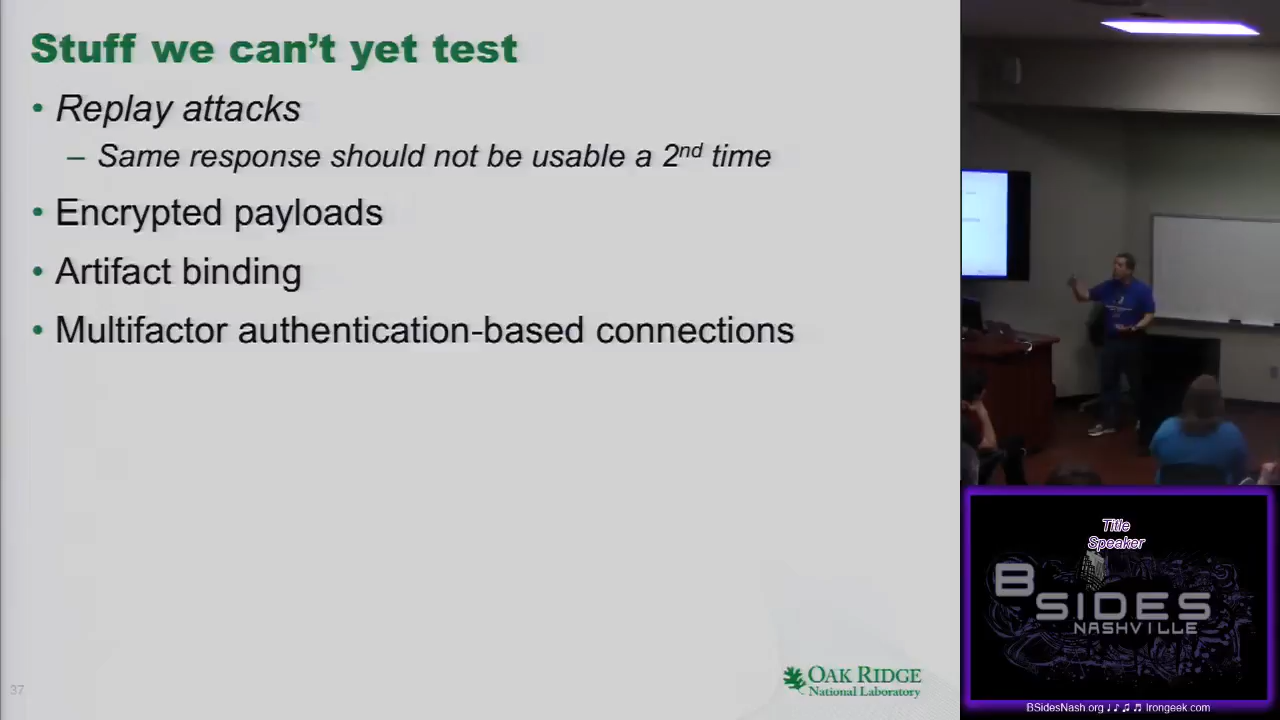 Stuff we can't yet test
• Replay attacks
– Same response should not be usable a 2nd time
• Encrypted payloads
• Artifact binding
• Multifactor authentication-based connections
37
OAK RIDGE
National Laboratory
Title
Speaker
BSIDES
NASHVILLE
BSidesNash.org ♩ ♪ ♫ ♬ Irongeek.com